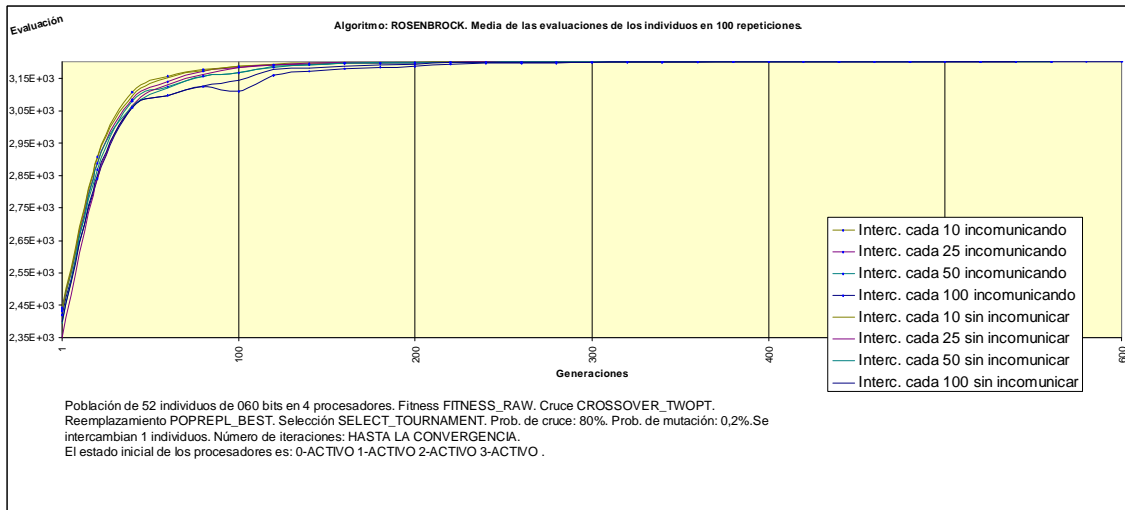 Evaluación
Algoritmo: ROSENBROCK. Media de las evaluaciones de los individuos en 100 repeticiones.
3,15E+03
3,05E+03
2,95E+03
2,85E+03
2,75E+03
2,65E+03
2,55E+03
2,45E+03
2,35E+03
1
100
200
300
400
600
Generaciones
Interc. cada 10 incomunicando
Interc. cada 25 incomunicando
Interc. cada 50 incomunicando
Interc. cada 100 incomunicando
Interc. cada 10 sin incomunicar
Interc. cada 25 sin incomunicar
Interc. cada 50 sin incomunicar
Interc. cada 100 sin incomunicar
Población de 52 individuos de 060 bits en 4 procesadores. Fitness FITNESS_RAW. Cruce CROSSOVER_TWOPT.
Reemplazamiento POPREPL_BEST. Selección SELECT_TOURNAMENT. Prob. de cruce: 80%. Prob. de mutación: 0,2%.Se
intercambian 1 individuos. Número de iteraciones: HASTA LA CONVERGENCIA.
El estado inicial de los procesadores es: 0-ACTIVO 1-ACTIVO 2-ACTIVO 3-ACTIVO .